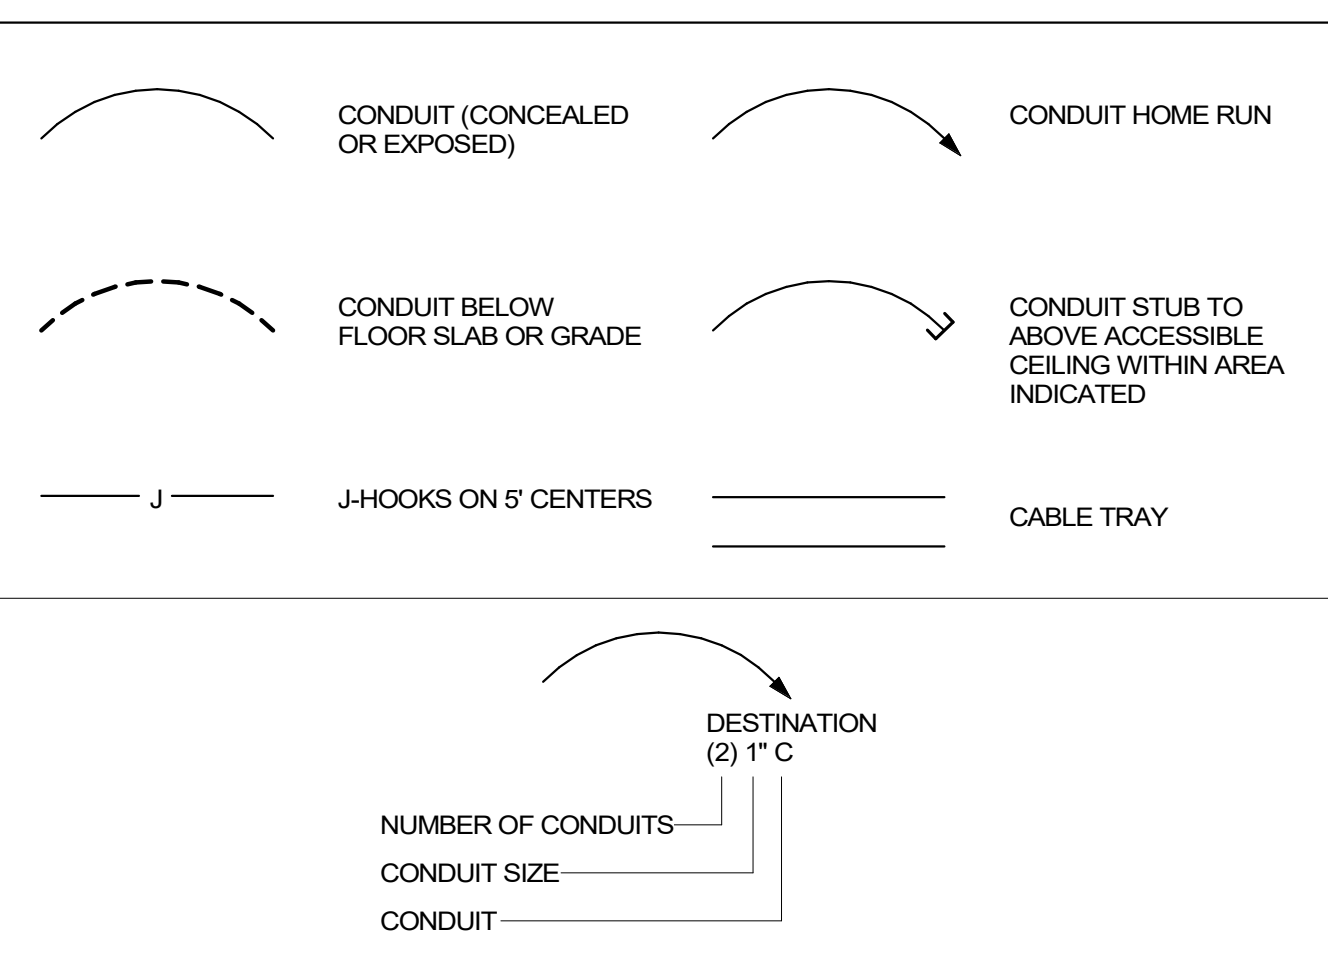 CONDUIT (CONCEALED
OR EXPOSED)
CONDUIT HOME RUN
CONDUIT BELOW
FLOOR SLAB OR GRADE
CONDUIT STUB TO
ABOVE ACCESSIBLE
CEILING WITHIN AREA
INDICATED
J
J-HOOKS ON 5' CENTERS
CABLE TRAY
DESTINATION
(2) 1" C
NUMBER OF CONDUITS
CONDUIT SIZE
CONDUIT